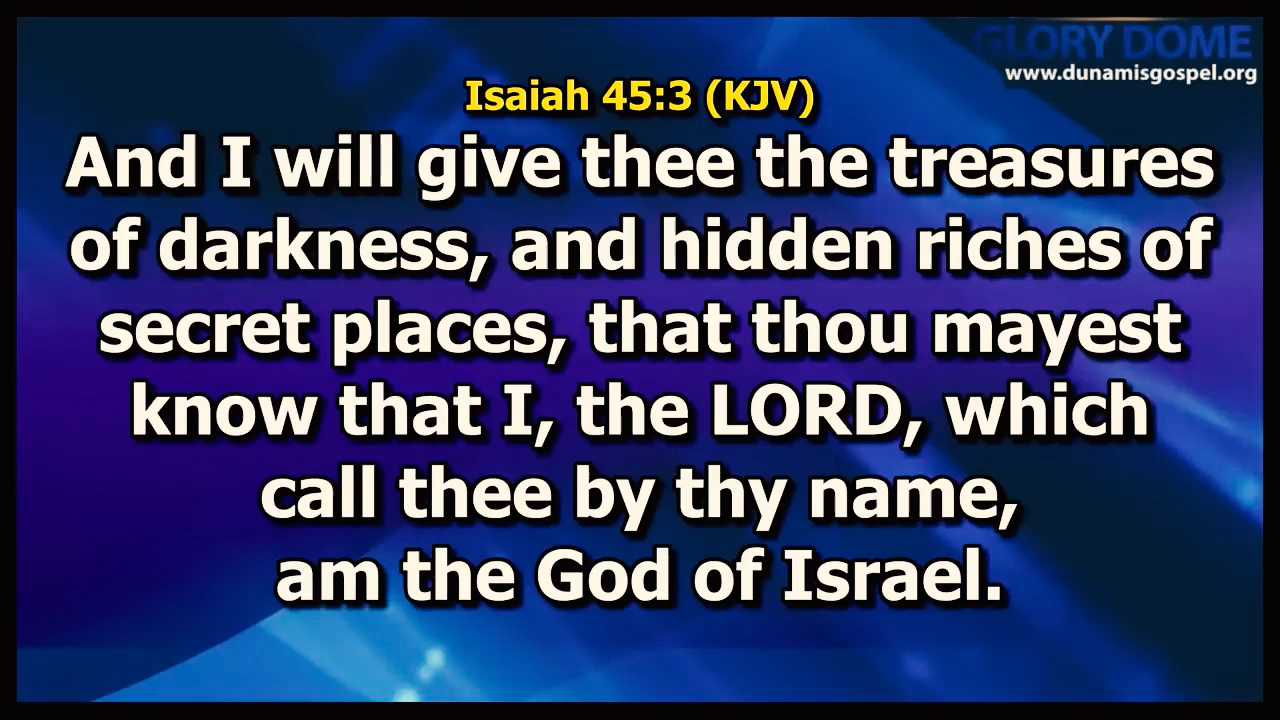 GLORY DOME
www.dunamisgospel.org
Isaiah 45:3 (KJV)
And I will give thee the treasures
of darkness, and hidden riches of
secret places, that thou mayest
know that I, the LORD, which
call thee by thy name,
am the God of Israel.